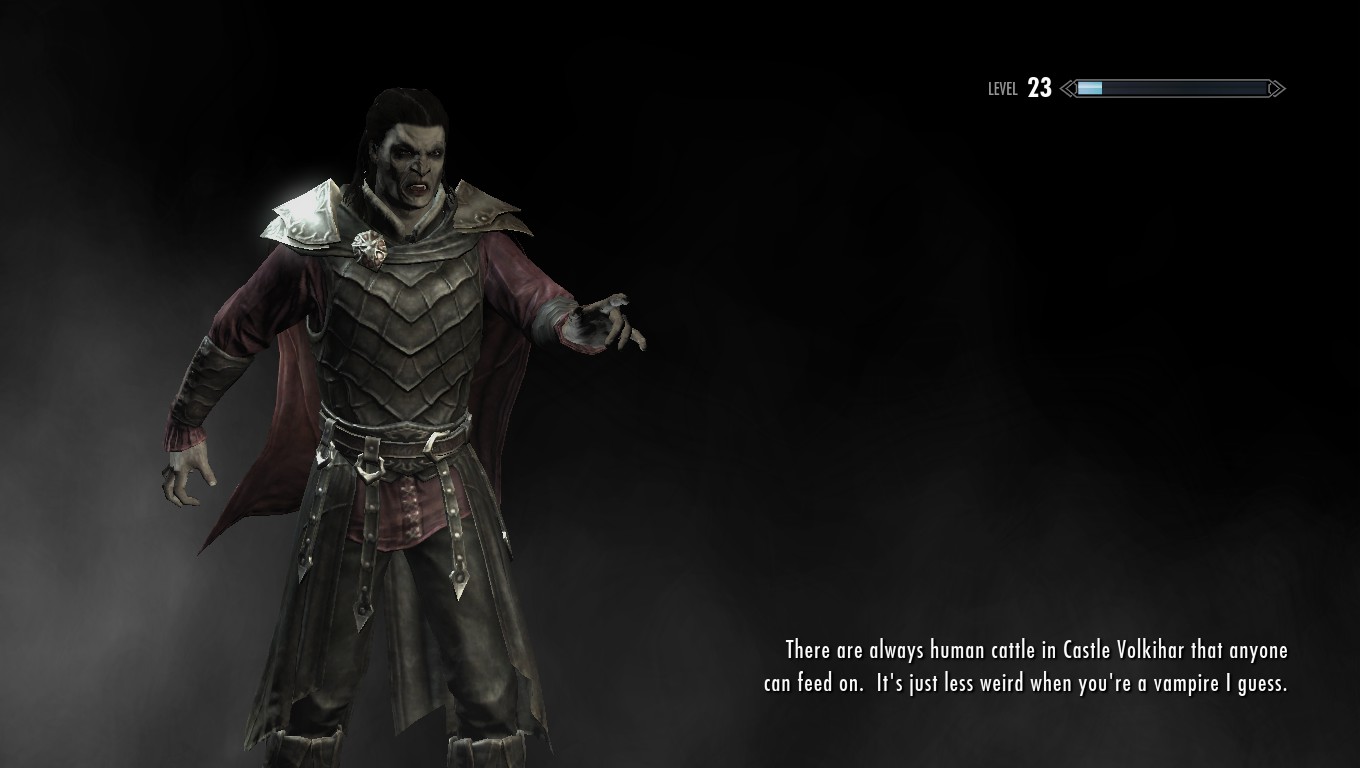 LEVEL 23
There are always human cattle in Castle Volkihar that anyone
can feed on.  It's just less weird when you're a vampire I guess.